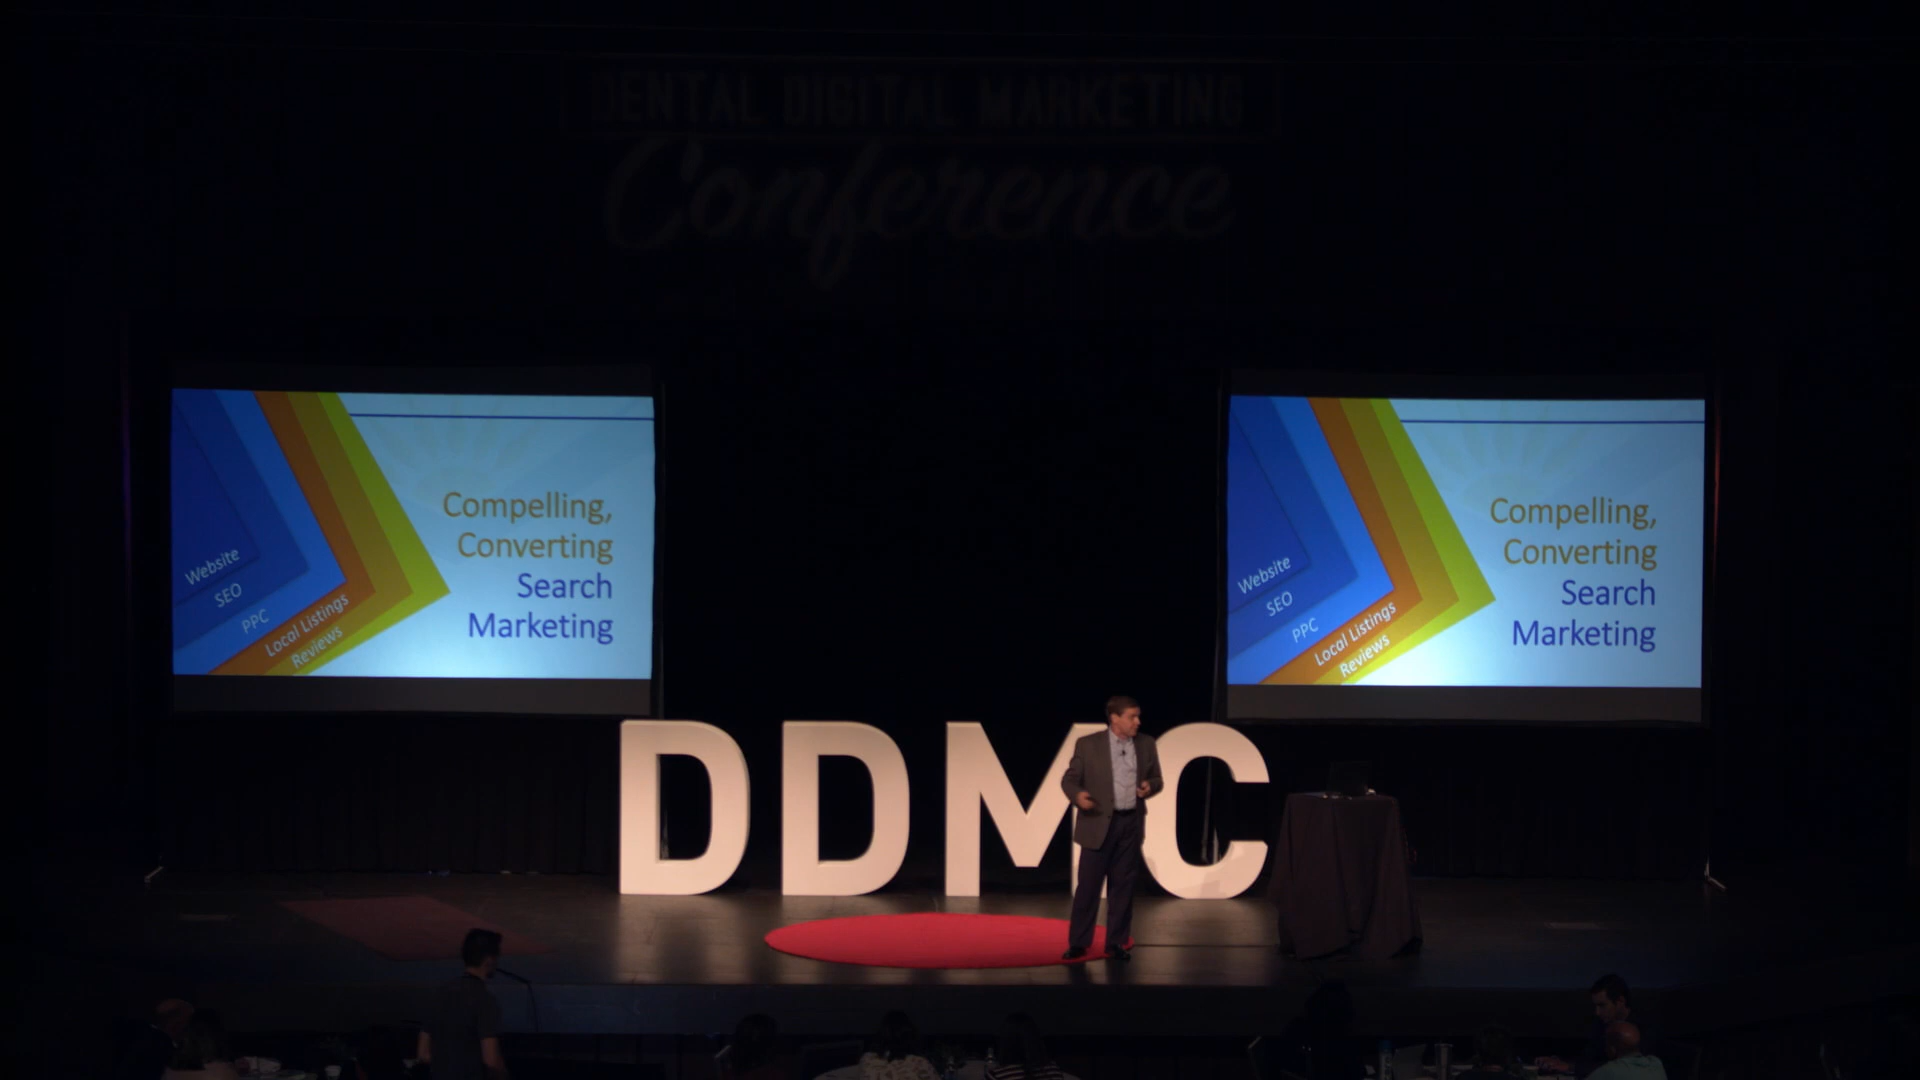 DENTAL DIGITAL MARKETING
Conference
Website
SEO
PPC
Local Listings
Reviews
Compelling,
Converting
Search
Marketing
Website
SEO
PPC
Local Listings
Reviews
Compelling,
Converting
Search
Marketing
DDMC